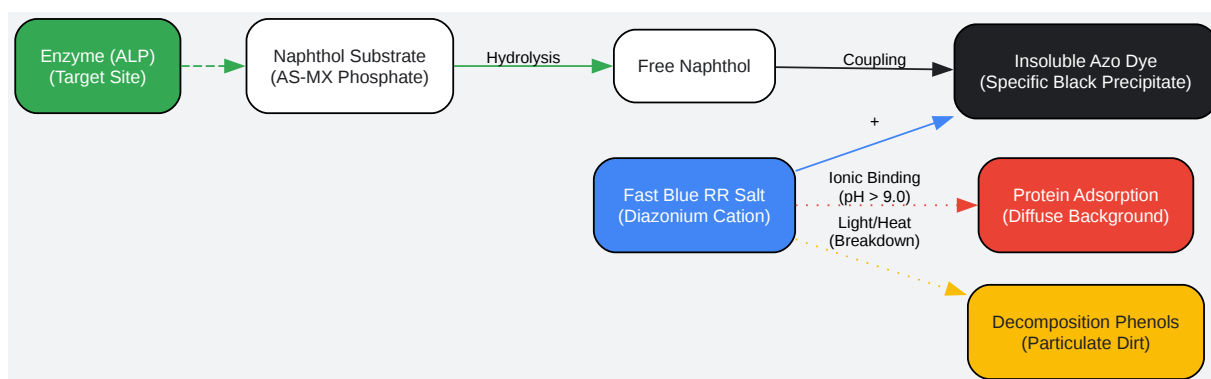 Enzyme (ALP)
(Target Site)
Naphthol Substrate
(AS-MX Phosphate)
Hydrolysis
Free Naphthol
Coupling
Insoluble Azo Dye
(Specific Black Precipitate)
+
Fast Blue RR Salt
(Diazonium Cation)
Ionic Binding
(pH > 9.0)
Protein Adsorption
(Diffuse Background)
Light/Heat
(Breakdown)
Decomposition Phenols
(Particulate Dirt)